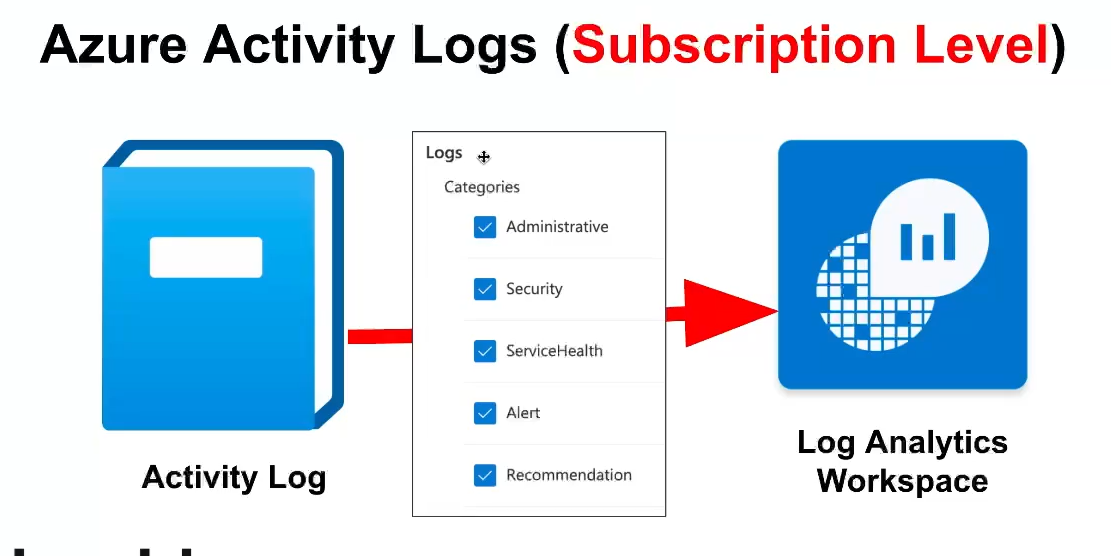 Azure Activity Logs (Subscription Level)
Logs
Categories
Administrative
Security
ServiceHealth
Alert
Recommendation
Activity Log
Log Analytics
Workspace